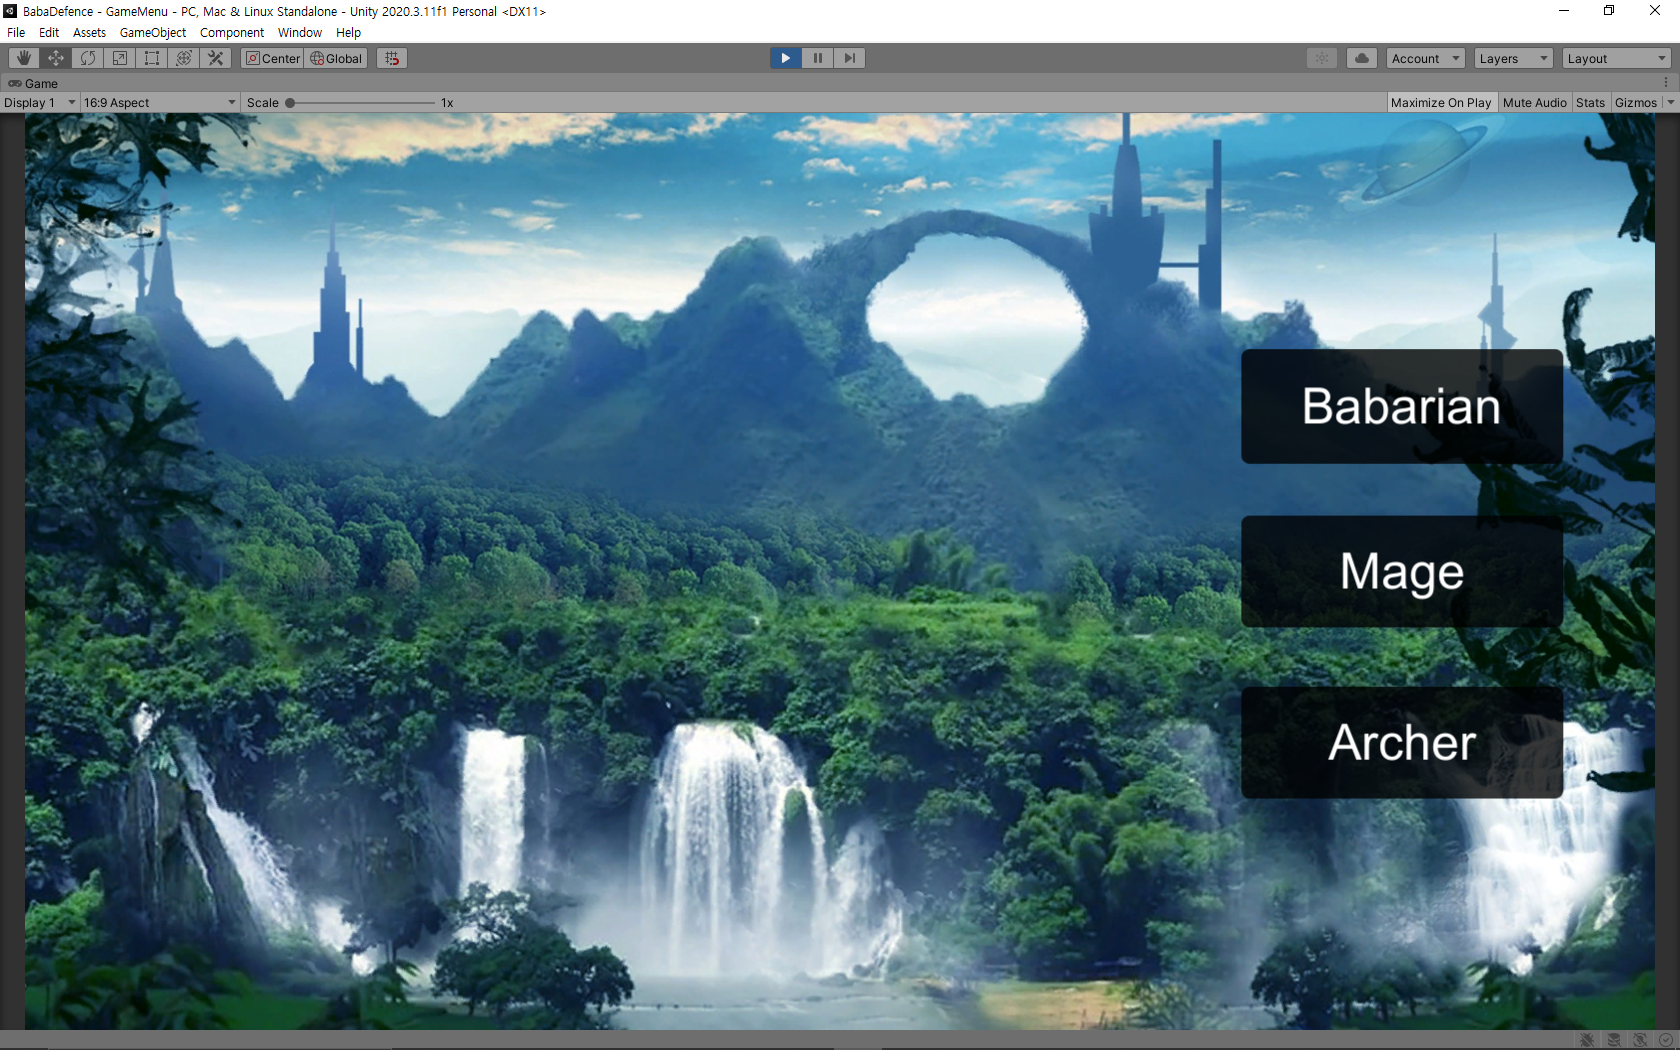 BabaDefence - GameMenu - PC, Mac & Linux Standalone - Unity 2020.3.11f1 Personal <DX11>
File Edit Assets GameObject Component Window Help
Center Global Account Layers Layout
Game
Display 1 16:9 Aspect Scale 1x Maximize On Play Mute Audio Stats Gizmos
Babarian
Mage
Archer